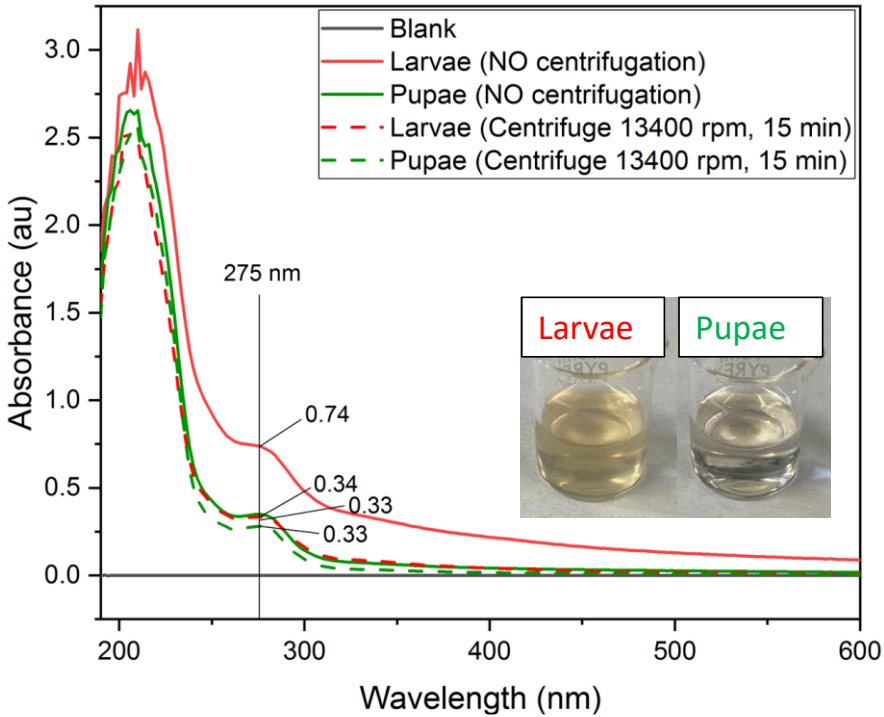 Blank
Larvae (NO centrifugation)
Pupae (NO centrifugation)
Larvae (Centrifuge 13400 rpm, 15 min)
Pupae (Centrifuge 13400 rpm, 15 min)
Absorbance (au)
3.0
2.5
2.0
1.5
1.0
0.5
0.0
275 nm
0.74
0.34
0.33
0.33
Larvae
Pupae
200
300
400
500
600
Wavelength (nm)